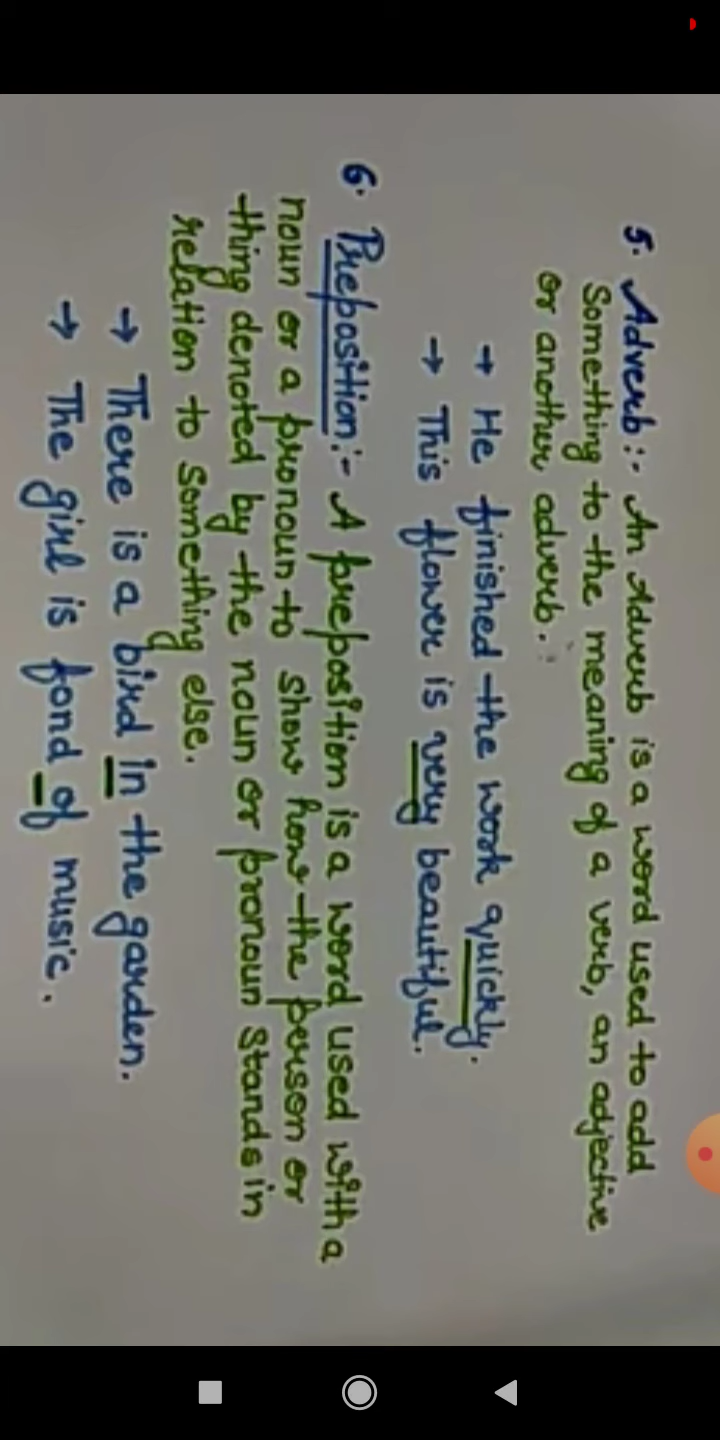 5. Adverb :- An Adverb is a word used to add
Something to the meaning of a verb, an adjective
or another adverb.
→ He finished the work quickly.
→ This flower is very beautiful.
6. Preposition :- A preposition is a word used with a
noun or a pronoun to show how the person or
thing denoted by the noun or pronoun stands in
relation to something else.
→ There is a bird in the garden.
→ The girl is fond of music.